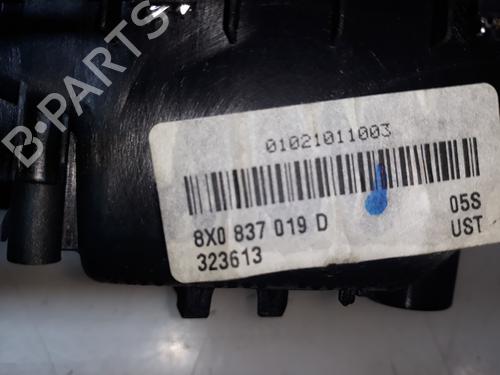 B-PARTS
01021011003
8X0 837 019 D 05S
323613 UST